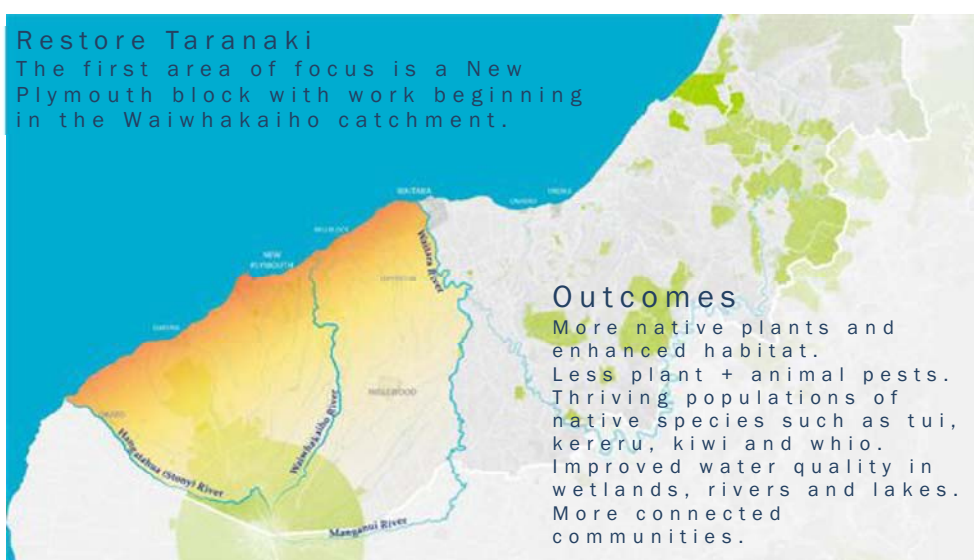 Restore Taranaki
The first area of focus is a New
Plymouth block with work beginning
in the Waiwhakaiho catchment.
WAITARA
BELL BLOCK
NEW
PLYMOUTH
Waitara River
INGLEWOOD
Waiwhakaiho River
Hangatahua (Stony) River
Manganui River
Outcomes
More native plants and
enhanced habitat.
Less plant + animal pests.
Thriving populations of
native species such as tui,
kereru, kiwi and whio.
Improved water quality in
wetlands, rivers and lakes.
More connected
communities.